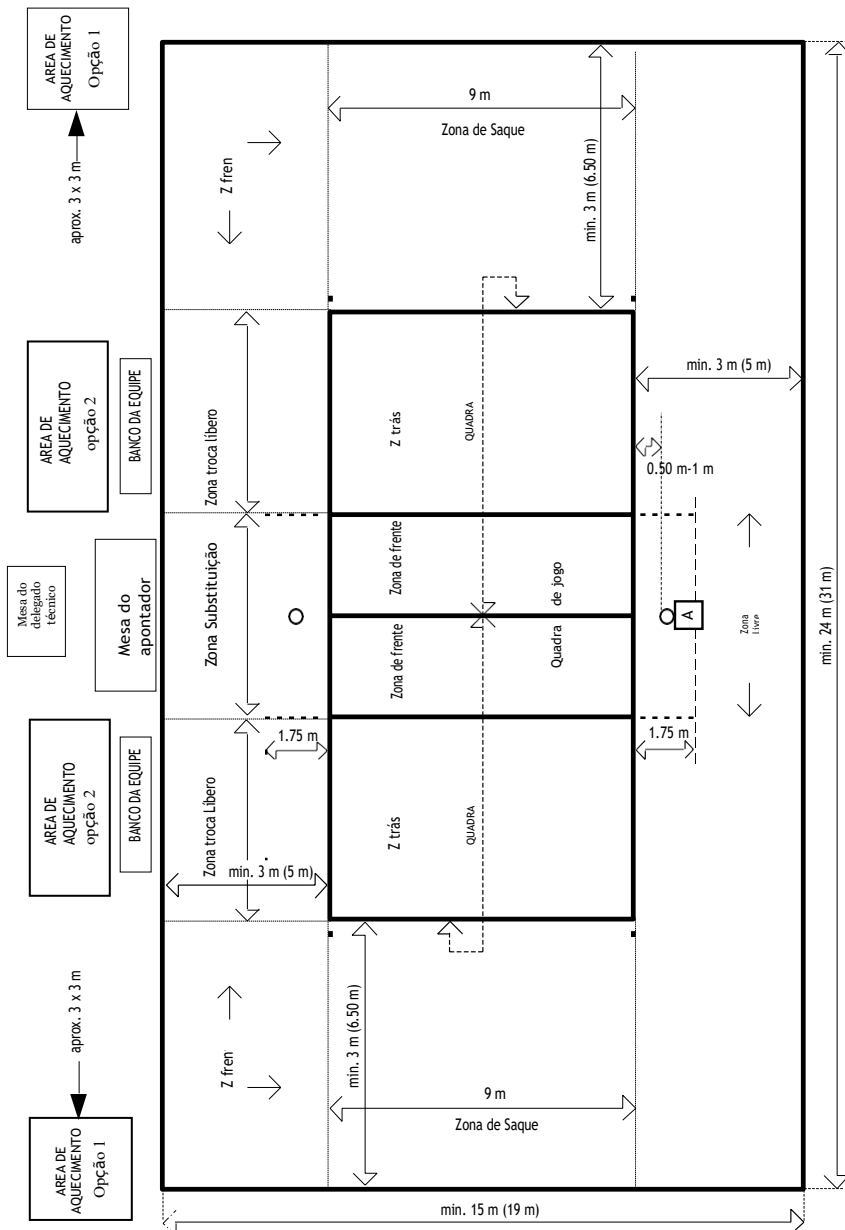 AREA DE
AQUECIMENTO
Opção 1
aprox. 3 x 3 m
Z fren
9 m
Zona de Saque
min. 3 m (6.50 m)
AREA DE
AQUECIMENTO
opção 2
BANCO DA EQUIPE
Zona troca líbero
Z trás
QUADRA
min. 3 m (5 m)
0.50 m-1 m
Mesa do
delegado
técnico
Mesa do
apontador
Zona Substituição
Zona de frente
de jogo
Zona de frente
Quadra
A
Zona
Livre
min. 24 m (31 m)
AREA DE
AQUECIMENTO
opção 2
BANCO DA EQUIPE
Zona troca Líbero
1.75 m
1.75 m
Z trás
QUADRA
min. 3 m (5 m)
aprox. 3 x 3 m
Z fren
min. 3 m (6.50 m)
9 m
Zona de Saque
AREA DE
AQUECIMENTO
Opção 1
min. 15 m (19 m)